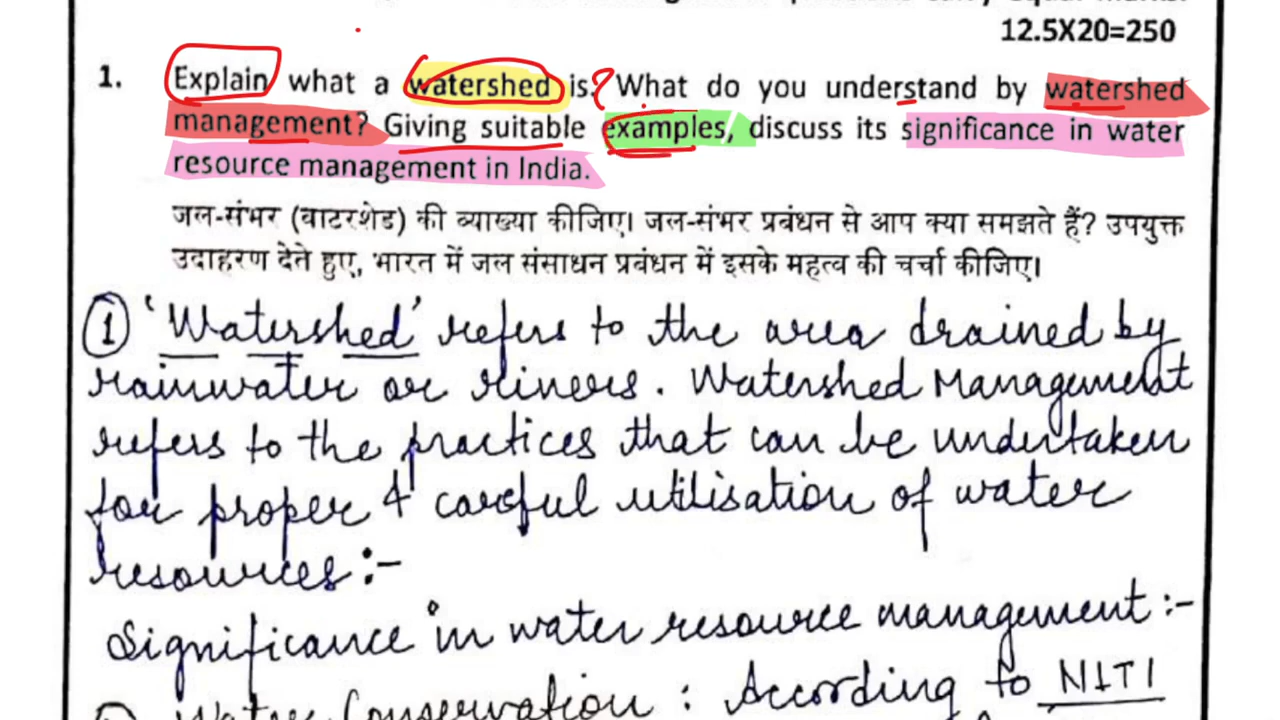 12.5X20=250
1. Explain what a watershed is? What do you understand by watershed
management? Giving suitable examples, discuss its significance in water
resource management in India.
जल-संभर (वाटरशेड) की व्याख्या कीजिए। जल-संभर प्रबंधन से आप क्या समझते हैं? उपयुक्त
उदाहरण देते हुए, भारत में जल संसाधन प्रबंधन में इसके महत्व की चर्चा कीजिए।
① 'Watershed' refers to the area drained by
rainwater or rivers. Watershed Management
refers to the practices that can be undertaken
for proper & careful utilisation of water
resources :-
Significance in water resource management :-
Water Conservation : According to NITI